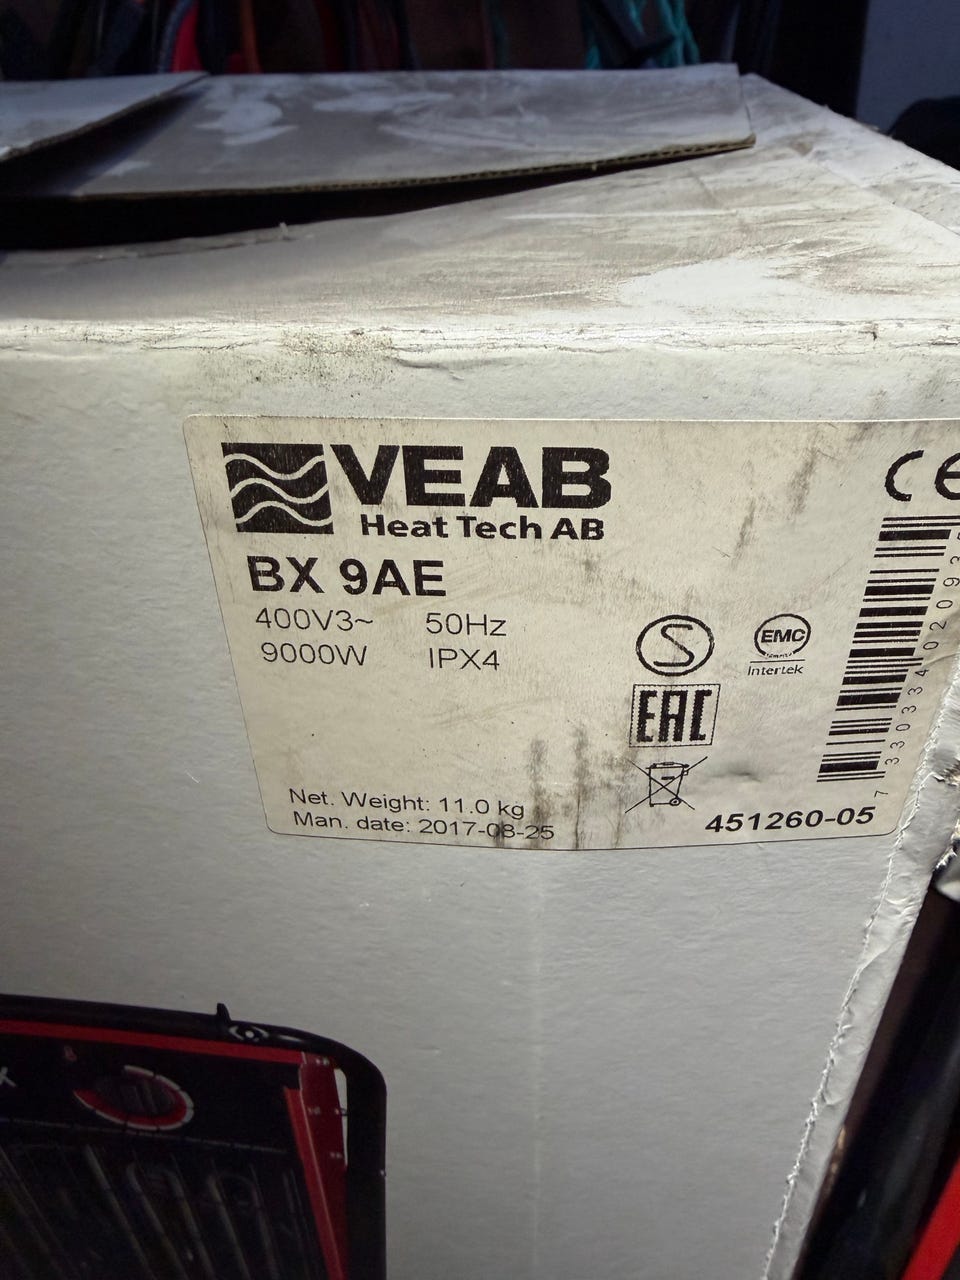 VEAB
Heat Tech AB
CE
BX 9AE
400V3~ 50Hz
9000W IPX4
S
EMC
Intertek
EAC
Net. Weight: 11.0 kg
Man. date: 2017-08-25
451260-05